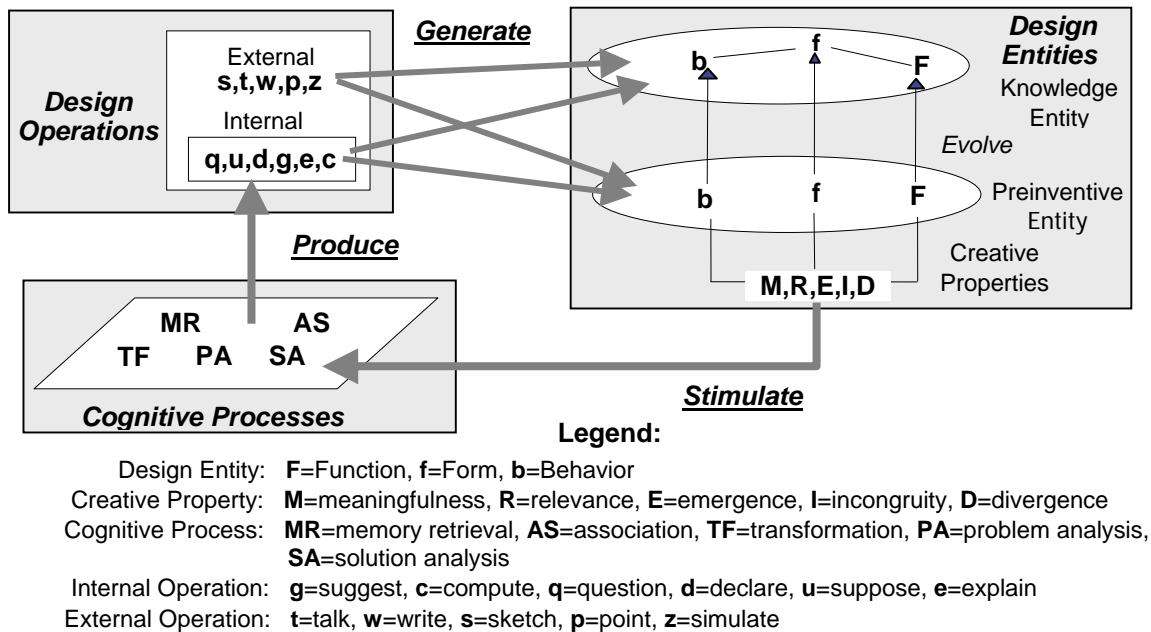 Design
Operations
External
s,t,w,p,z
Internal
q,u,d,g,e,c
Generate
Design
Entities
b
f
F
Knowledge
Entity
Evolve
b
f
F
Preinventive
Entity
Creative
Properties
M,R,E,I,D
Produce
MR
AS
TF
PA
SA
Cognitive Processes
Stimulate
Legend:
Design Entity: F=Function, f=Form, b=Behavior
Creative Property: M=meaningfulness, R=relevance, E=emergence, I=incongruity, D=divergence
Cognitive Process: MR=memory retrieval, AS=association, TF=transformation, PA=problem analysis,
SA=solution analysis
Internal Operation: g=suggest, c=compute, q=question, d=declare, u=suppose, e=explain
External Operation: t=talk, w=write, s=sketch, p=point, z=simulate